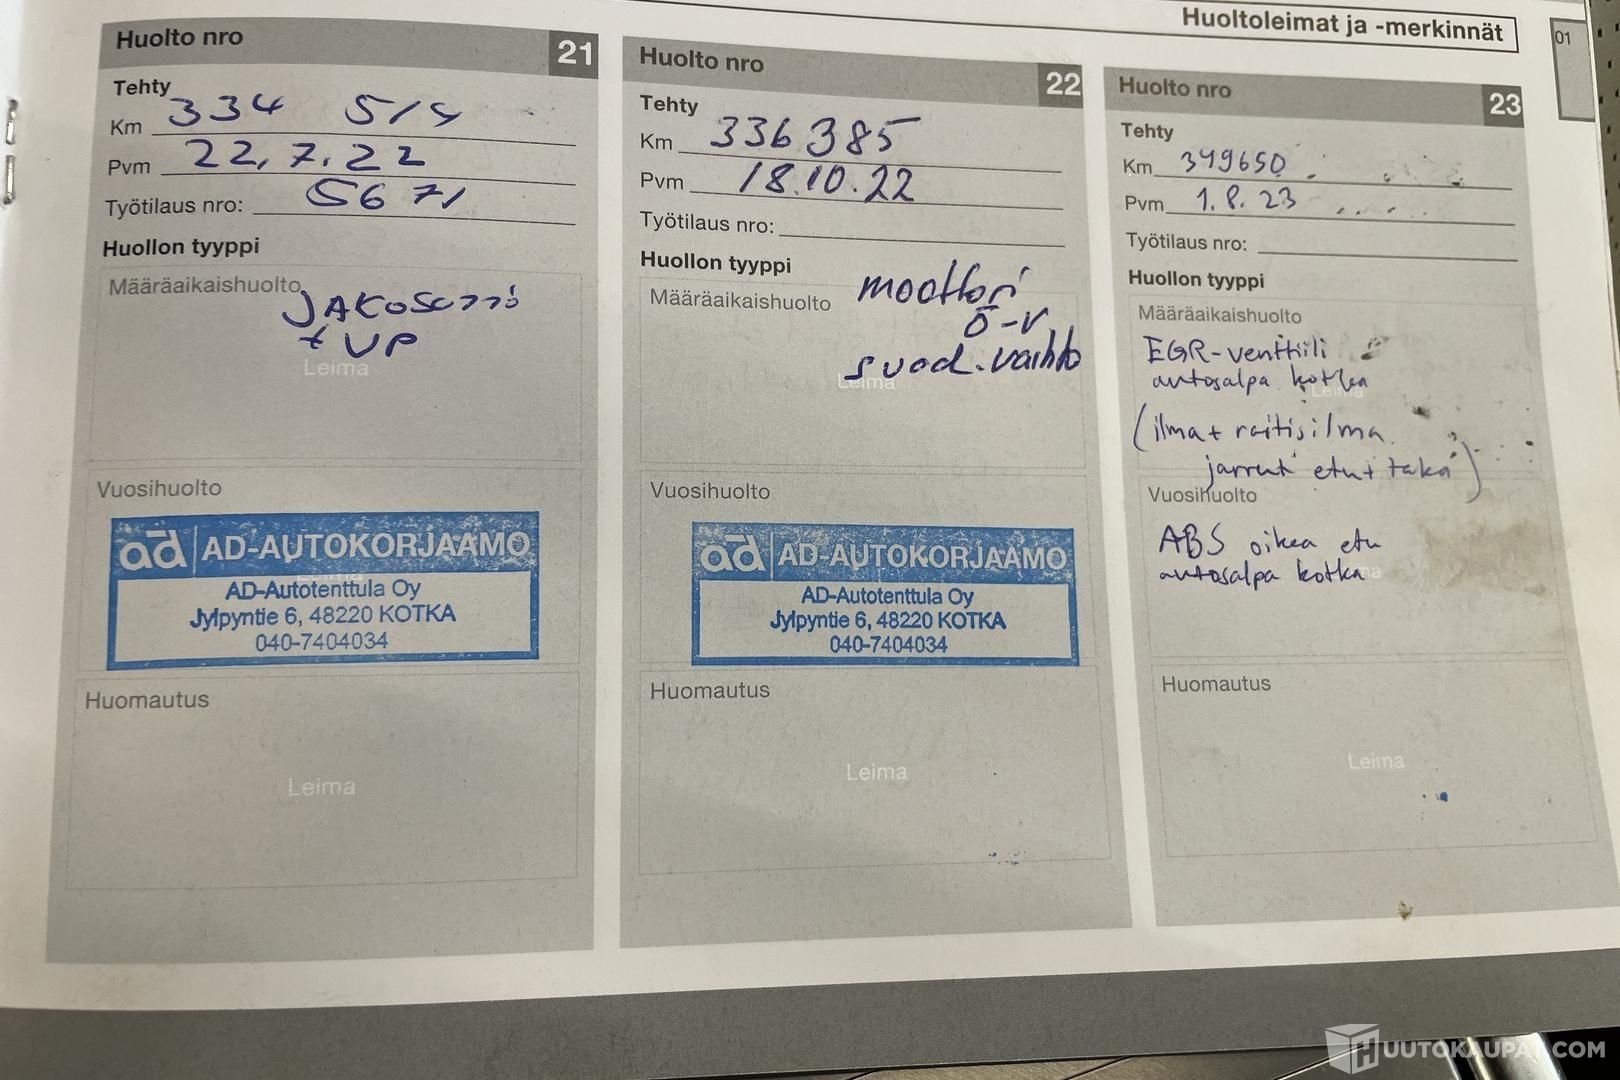 Huoltoleimat ja -merkinnät
01
Huolto nro
21
Tehty
Km 334 514
Pvm 22.7.22
Työtilaus nro: 5671
Huollon tyyppi
Määräaikaishuolto
+ VP
Leima
Vuosihuolto
ad AD-AUTOKORJAAMO
AD-Autotenttula Oy
Jylpyntie 6, 48220 KOTKA
040-7404034
Huomautus
Leima
Huolto nro
22
Tehty
Km 336385
Pvm 18.10.22
Työtilaus nro:
Huollon tyyppi
Määräaikaishuolto
moottori
ö-v
suod.vaihto
Leima
Vuosihuolto
ad AD-AUTOKORJAAMO
AD-Autotenttula Oy
Jylpyntie 6, 48220 KOTKA
040-7404034
Huomautus
Leima
Huolto nro
23
Tehty
Km 349650
Pvm 1.8.23
Työtilaus nro:
Huollon tyyppi
Määräaikaishuolto
EGR-venttiili
autosalpa kotka
Leima
(ilma+ raitisilma
jarrut etu+ taka)
Vuosihuolto
ABS oikea etu
autosalpa kotka
Huomautus
Leima
HUUTOKAUPAT.COM